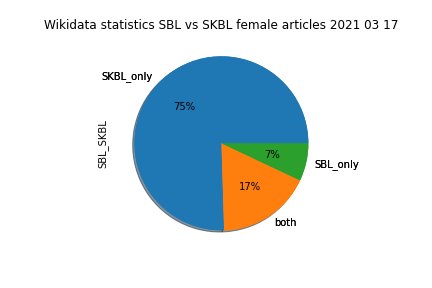 Wikidata statistics SBL vs SKBL female articles 2021 03 17
SKBL_only
75%
SBL_SKBL
7%
SBL_only
17%
both